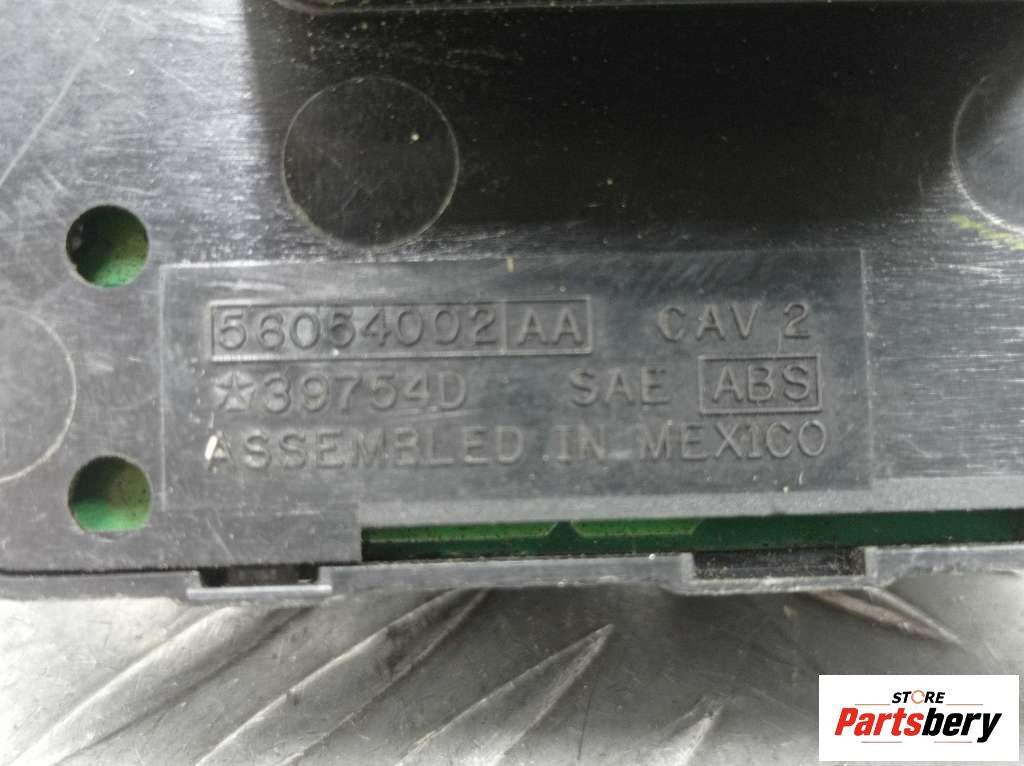 56054002 AA CAV 2
☆39754D SAE ABS
ASSEMBLED IN MEXICO
STORE
Partsbery